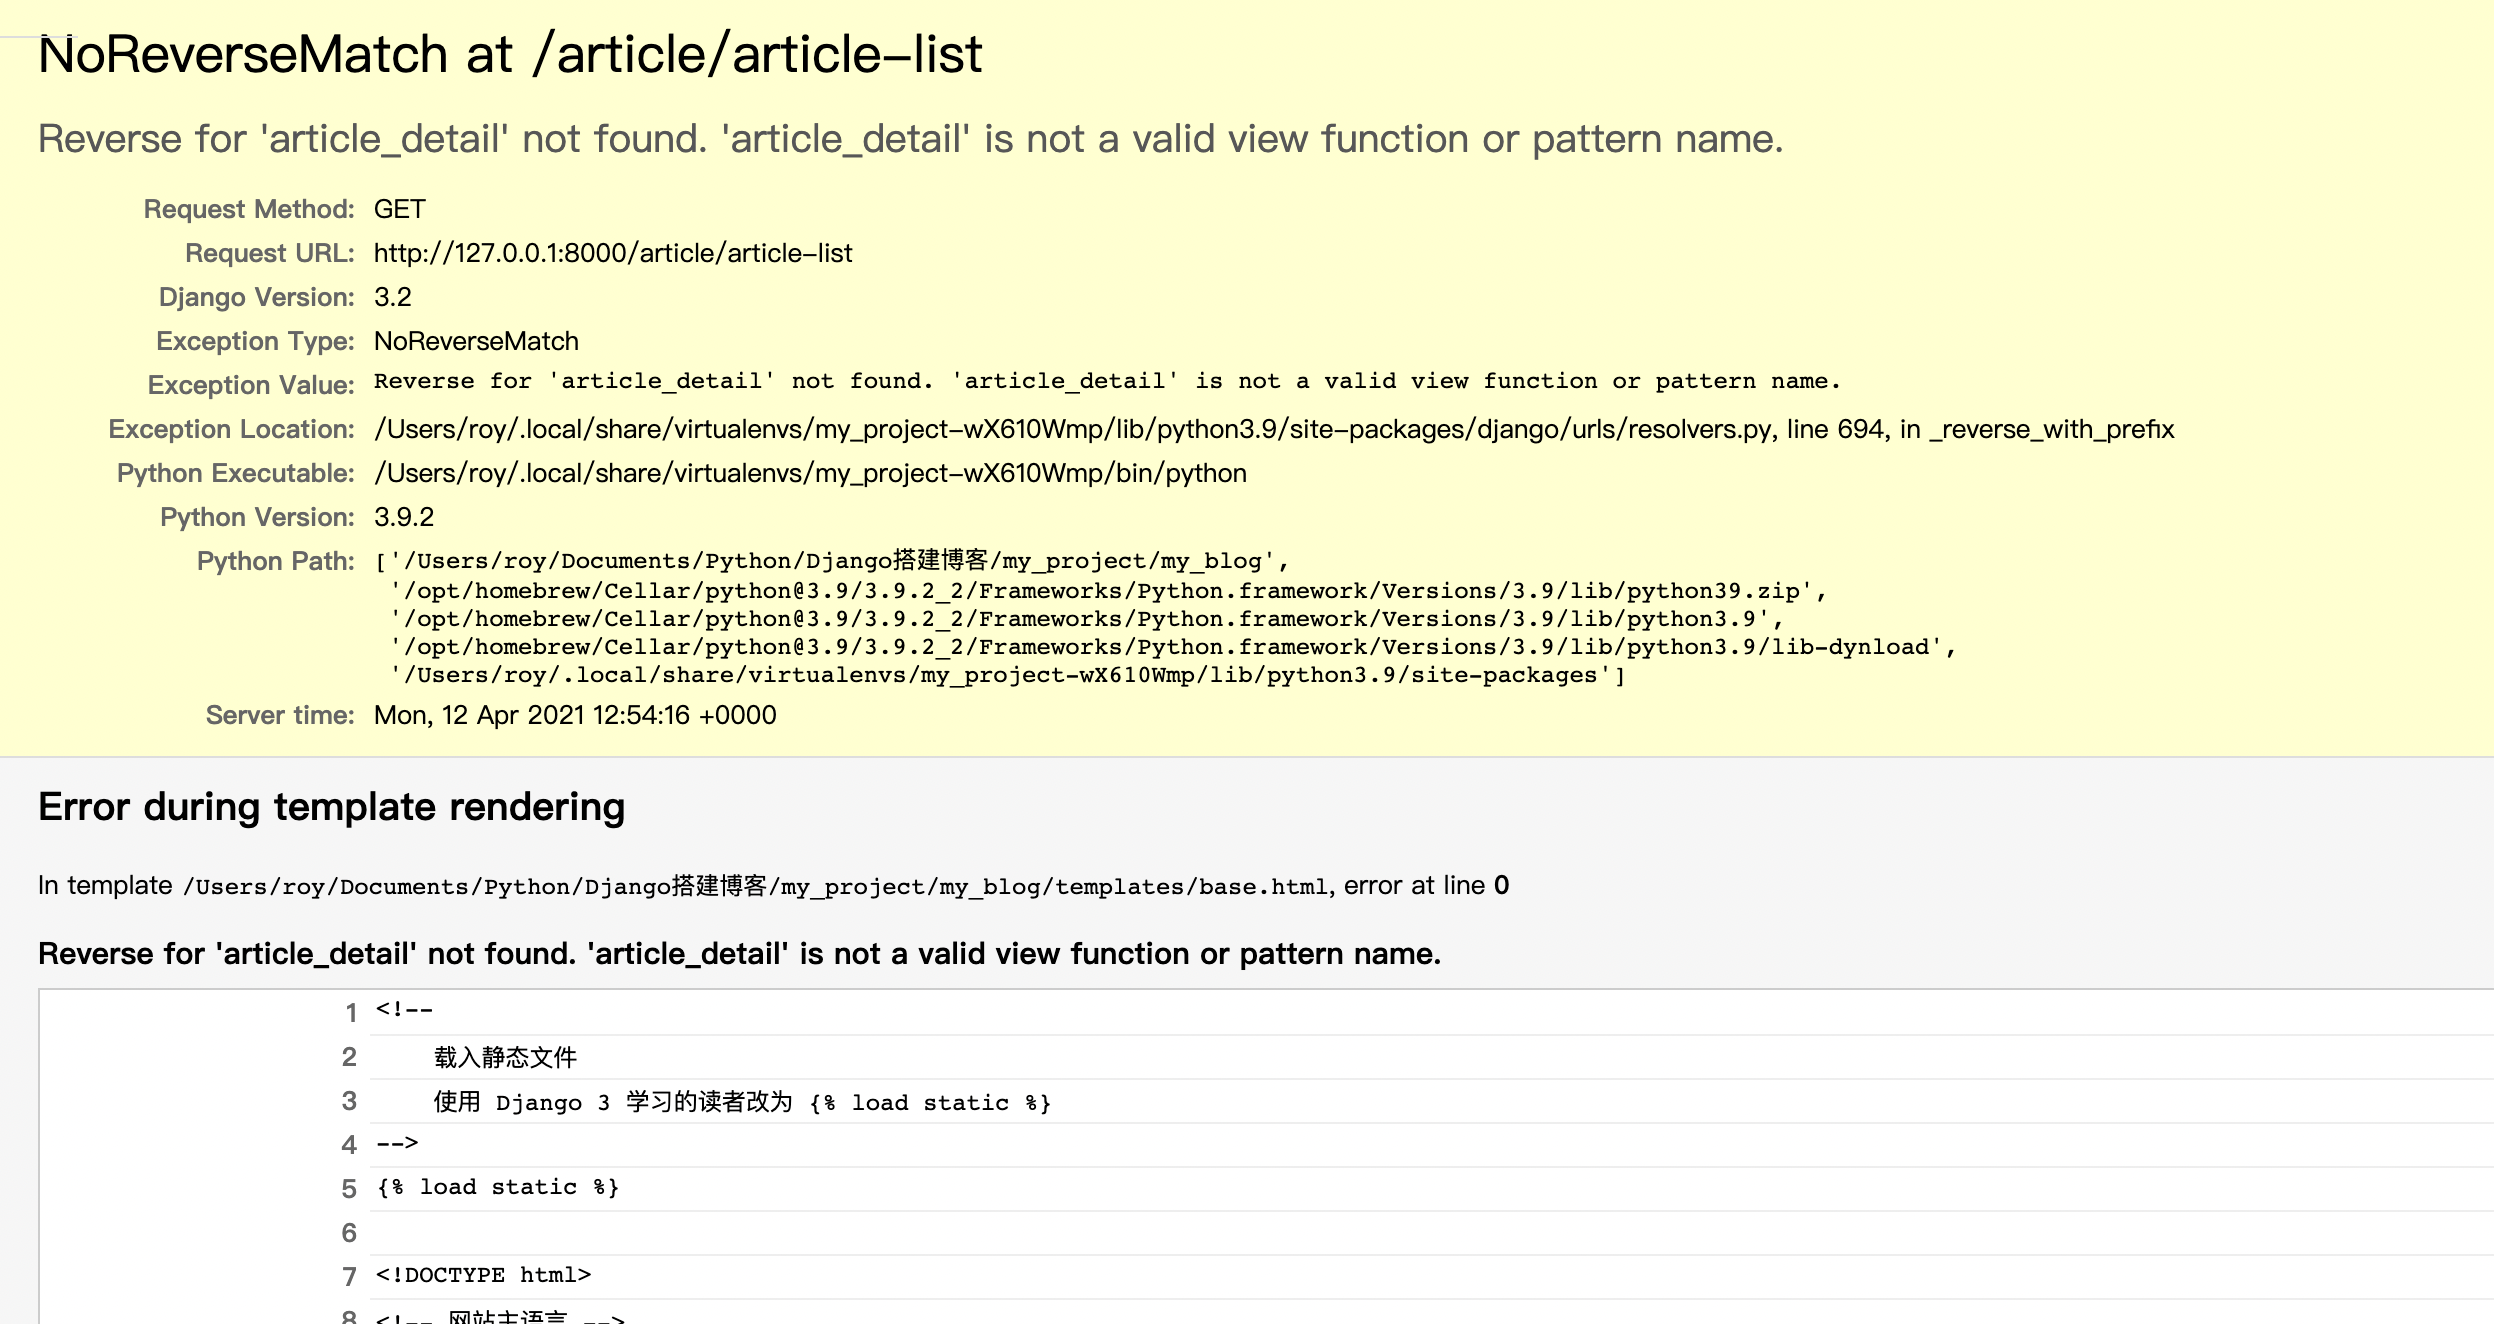 NoReverseMatch at /article/article-list
Reverse for 'article_detail' not found. 'article_detail' is not a valid view function or pattern name.
Request Method: GET
Request URL: http://127.0.0.1:8000/article/article-list
Django Version: 3.2
Exception Type: NoReverseMatch
Exception Value: Reverse for 'article_detail' not found. 'article_detail' is not a valid view function or pattern name.
Exception Location: /Users/roy/.local/share/virtualenvs/my_project-wX610Wmp/lib/python3.9/site-packages/django/urls/resolvers.py, line 694, in _reverse_with_prefix
Python Executable: /Users/roy/.local/share/virtualenvs/my_project-wX610Wmp/bin/python
Python Version: 3.9.2
Python Path: ['/Users/roy/Documents/Python/Django搭建博客/my_project/my_blog',
'/opt/homebrew/Cellar/python@3.9/3.9.2_2/Frameworks/Python.framework/Versions/3.9/lib/python39.zip',
'/opt/homebrew/Cellar/python@3.9/3.9.2_2/Frameworks/Python.framework/Versions/3.9/lib/python3.9',
'/opt/homebrew/Cellar/python@3.9/3.9.2_2/Frameworks/Python.framework/Versions/3.9/lib/python3.9/lib-dynload',
'/Users/roy/.local/share/virtualenvs/my_project-wX610Wmp/lib/python3.9/site-packages']
Server time: Mon, 12 Apr 2021 12:54:16 +0000
Error during template rendering
In template /Users/roy/Documents/Python/Django搭建博客/my_project/my_blog/templates/base.html, error at line 0
Reverse for 'article_detail' not found. 'article_detail' is not a valid view function or pattern name.
1 <!--
2 载入静态文件
3 使用 Django 3 学习的读者改为 {% load static %}
4 -->
5 {% load static %}
6
7 <!DOCTYPE html>
8 <!-- 网站主语言 -->